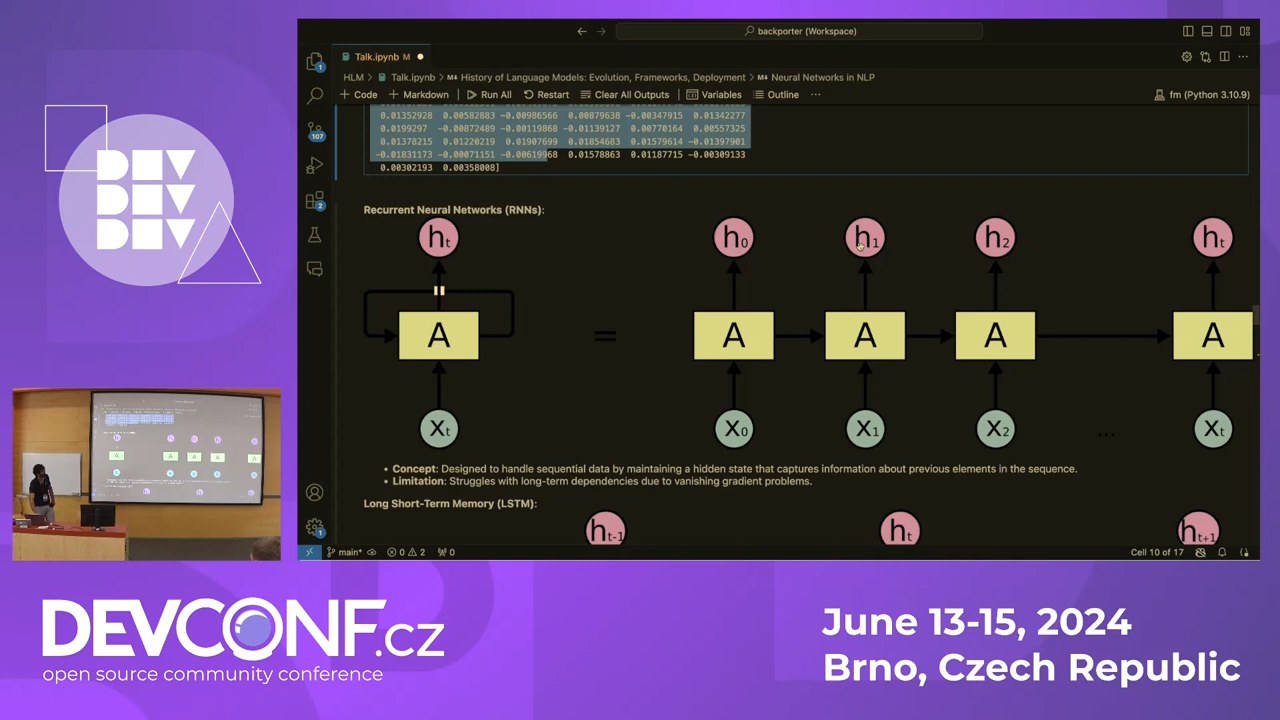 backporter (Workspace)
Talk.ipynb M
HLM > Talk.ipynb > History of Language Models: Evolution, Frameworks, Deployment > Neural Networks in NLP
+ Code + Markdown Run All Restart Clear All Outputs Variables Outline ... fm (Python 3.10.9)
0.01352928 0.00582883 -0.00986566 0.00879638 -0.00347915 0.01342277
0.0199297 -0.00872489 -0.00119868 -0.01139127 0.00770164 0.00557325
0.01378215 0.01220219 0.01907699 0.01854683 0.01579614 -0.01397901
-0.01831173 -0.00071151 -0.00619968 0.01578863 0.01187715 -0.00309133
0.00302193 0.00358008]
107
2
1
1
DEV
DEV
DEV
Recurrent Neural Networks (RNNs):
ht h0 h1 h2 ht
A = A A A A
xt x0 x1 x2 ... xt
• Concept: Designed to handle sequential data by maintaining a hidden state that captures information about previous elements in the sequence.
• Limitation: Struggles with long-term dependencies due to vanishing gradient problems.
Long Short-Term Memory (LSTM):
ht-1 ht ht+1
main* 0 2 0 Cell 10 of 17
DEVCONF.cz
open source community conference
June 13-15, 2024
Brno, Czech Republic